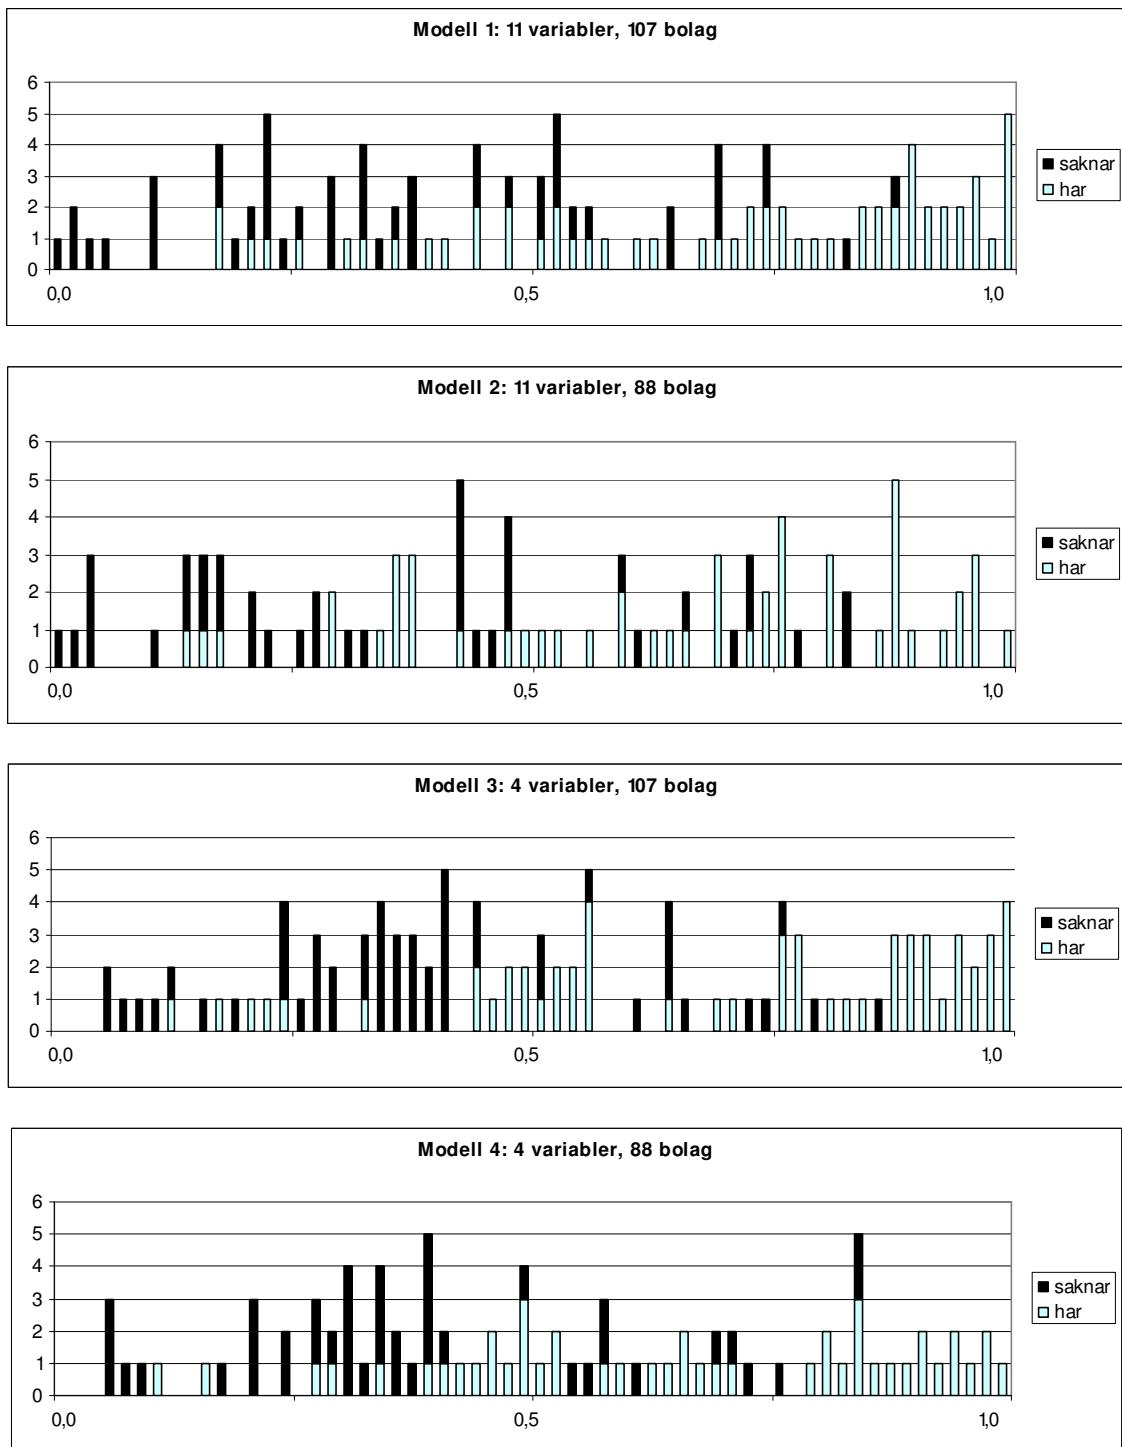 Modell 1: 11 variabler, 107 bolag
6
5
4
3
2
1
0
0,0 0,5 1,0
saknar
har
Modell 2: 11 variabler, 88 bolag
6
5
4
3
2
1
0
0,0 0,5 1,0
saknar
har
Modell 3: 4 variabler, 107 bolag
6
5
4
3
2
1
0
0,0 0,5 1,0
saknar
har
Modell 4: 4 variabler, 88 bolag
6
5
4
3
2
1
0
0,0 0,5 1,0
saknar
har